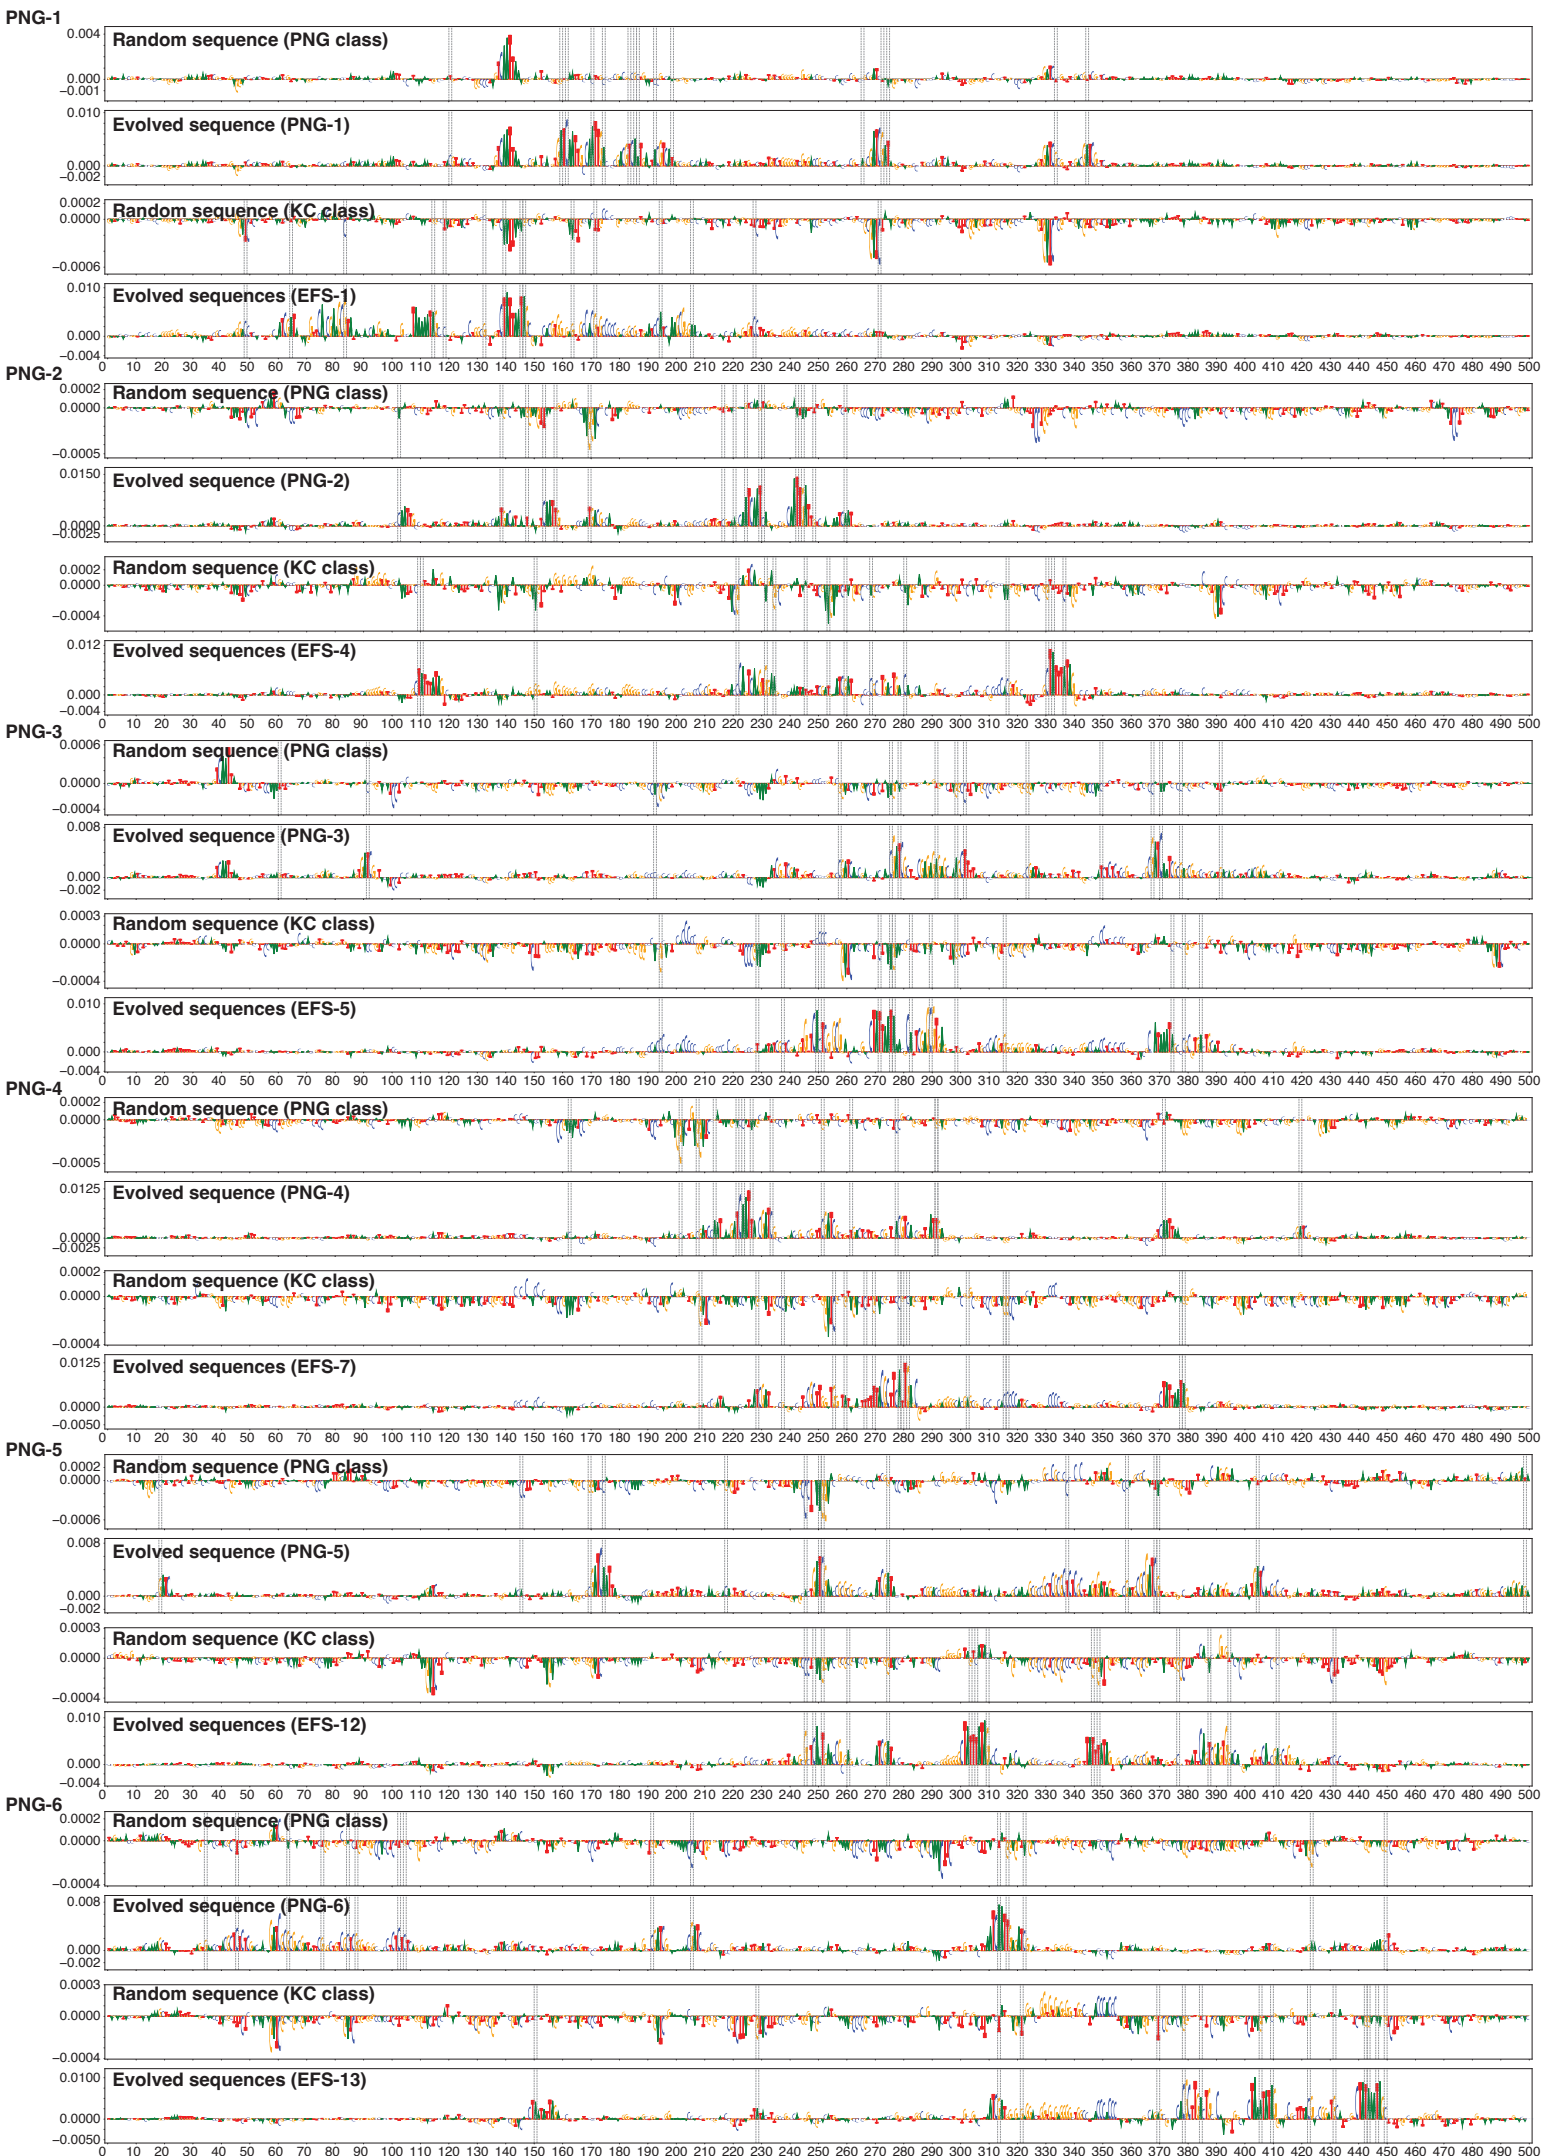 PNG-1
0.004
Random sequence (PNG class)
0.000
−0.001
0.010
Evolved sequence (PNG-1)
0.000
−0.002
0.0002
Random sequence (KC class)
0.0000
−0.0006
0.010
Evolved sequences (EFS-1)
0.000
−0.004
0 10 20 30 40 50 60 70 80 90 100 110 120 130 140 150 160 170 180 190 200 210 220 230 240 250 260 270 280 290 300 310 320 330 340 350 360 370 380 390 400 410 420 430 440 450 460 470 480 490 500
PNG-2
0.0002
Random sequence (PNG class)
0.0000
−0.0005
0.0150
Evolved sequence (PNG-2)
0.0000
−0.0025
Random sequence (KC class)
0.0002
0.0000
−0.0004
0.012
Evolved sequences (EFS-4)
0.000
−0.004
0 10 20 30 40 50 60 70 80 90 100 110 120 130 140 150 160 170 180 190 200 210 220 230 240 250 260 270 280 290 300 310 320 330 340 350 360 370 380 390 400 410 420 430 440 450 460 470 480 490 500
PNG-3
0.0006
Random sequence (PNG class)
0.0000
−0.0004
0.008
Evolved sequence (PNG-3)
0.000
−0.002
0.0003
Random sequence (KC class)
0.0000
−0.0004
0.010
Evolved sequences (EFS-5)
0.000
−0.004
0 10 20 30 40 50 60 70 80 90 100 110 120 130 140 150 160 170 180 190 200 210 220 230 240 250 260 270 280 290 300 310 320 330 340 350 360 370 380 390 400 410 420 430 440 450 460 470 480 490 500
PNG-4
0.0002
Random sequence (PNG class)
0.0000
−0.0005
0.0125
Evolved sequence (PNG-4)
0.0000
−0.0025
0.0002
Random sequence (KC class)
0.0000
−0.0004
0.0125
Evolved sequences (EFS-7)
0.0000
−0.0050
0 10 20 30 40 50 60 70 80 90 100 110 120 130 140 150 160 170 180 190 200 210 220 230 240 250 260 270 280 290 300 310 320 330 340 350 360 370 380 390 400 410 420 430 440 450 460 470 480 490 500
PNG-5
0.0002
Random sequence (PNG class)
0.0000
−0.0006
0.008
Evolved sequence (PNG-5)
0.000
−0.002
0.0003
Random sequence (KC class)
0.0000
−0.0004
0.010
Evolved sequences (EFS-12)
0.000
−0.004
0 10 20 30 40 50 60 70 80 90 100 110 120 130 140 150 160 170 180 190 200 210 220 230 240 250 260 270 280 290 300 310 320 330 340 350 360 370 380 390 400 410 420 430 440 450 460 470 480 490 500
PNG-6
0.0002
Random sequence (PNG class)
0.0000
−0.0004
0.008
Evolved sequence (PNG-6)
0.000
−0.002
0.0003
Random sequence (KC class)
0.0000
−0.0004
0.0100
Evolved sequences (EFS-13)
0.0000
−0.0050
0 10 20 30 40 50 60 70 80 90 100 110 120 130 140 150 160 170 180 190 200 210 220 230 240 250 260 270 280 290 300 310 320 330 340 350 360 370 380 390 400 410 420 430 440 450 460 470 480 490 500